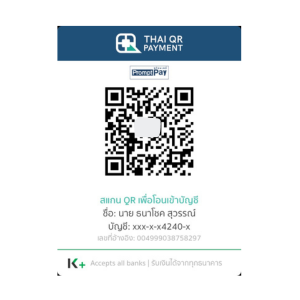 THAI QR
PAYMENT
PromptPay
สแกน QR เพื่อโอนเข้าบัญชี
ชื่อ: นาย ธนาโชค สุวรรณ์
บัญชี: xxx-x-x4240-x
เลขที่อ้างอิง: 004999038758297
K+ Accepts all banks | รับเงินได้จากทุกธนาคาร